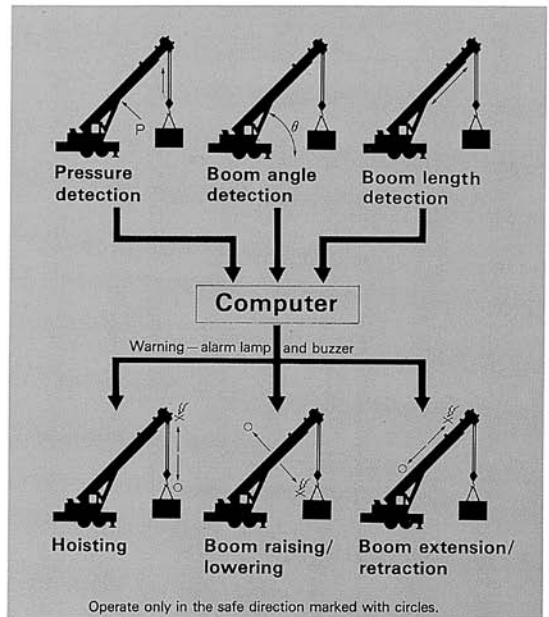 P
θ
Pressure
detection
Boom angle
detection
Boom length
detection
Computer
Warning — alarm lamp and buzzer
Hoisting
Boom raising/
lowering
Boom extension/
retraction
Operate only in the safe direction marked with circles.